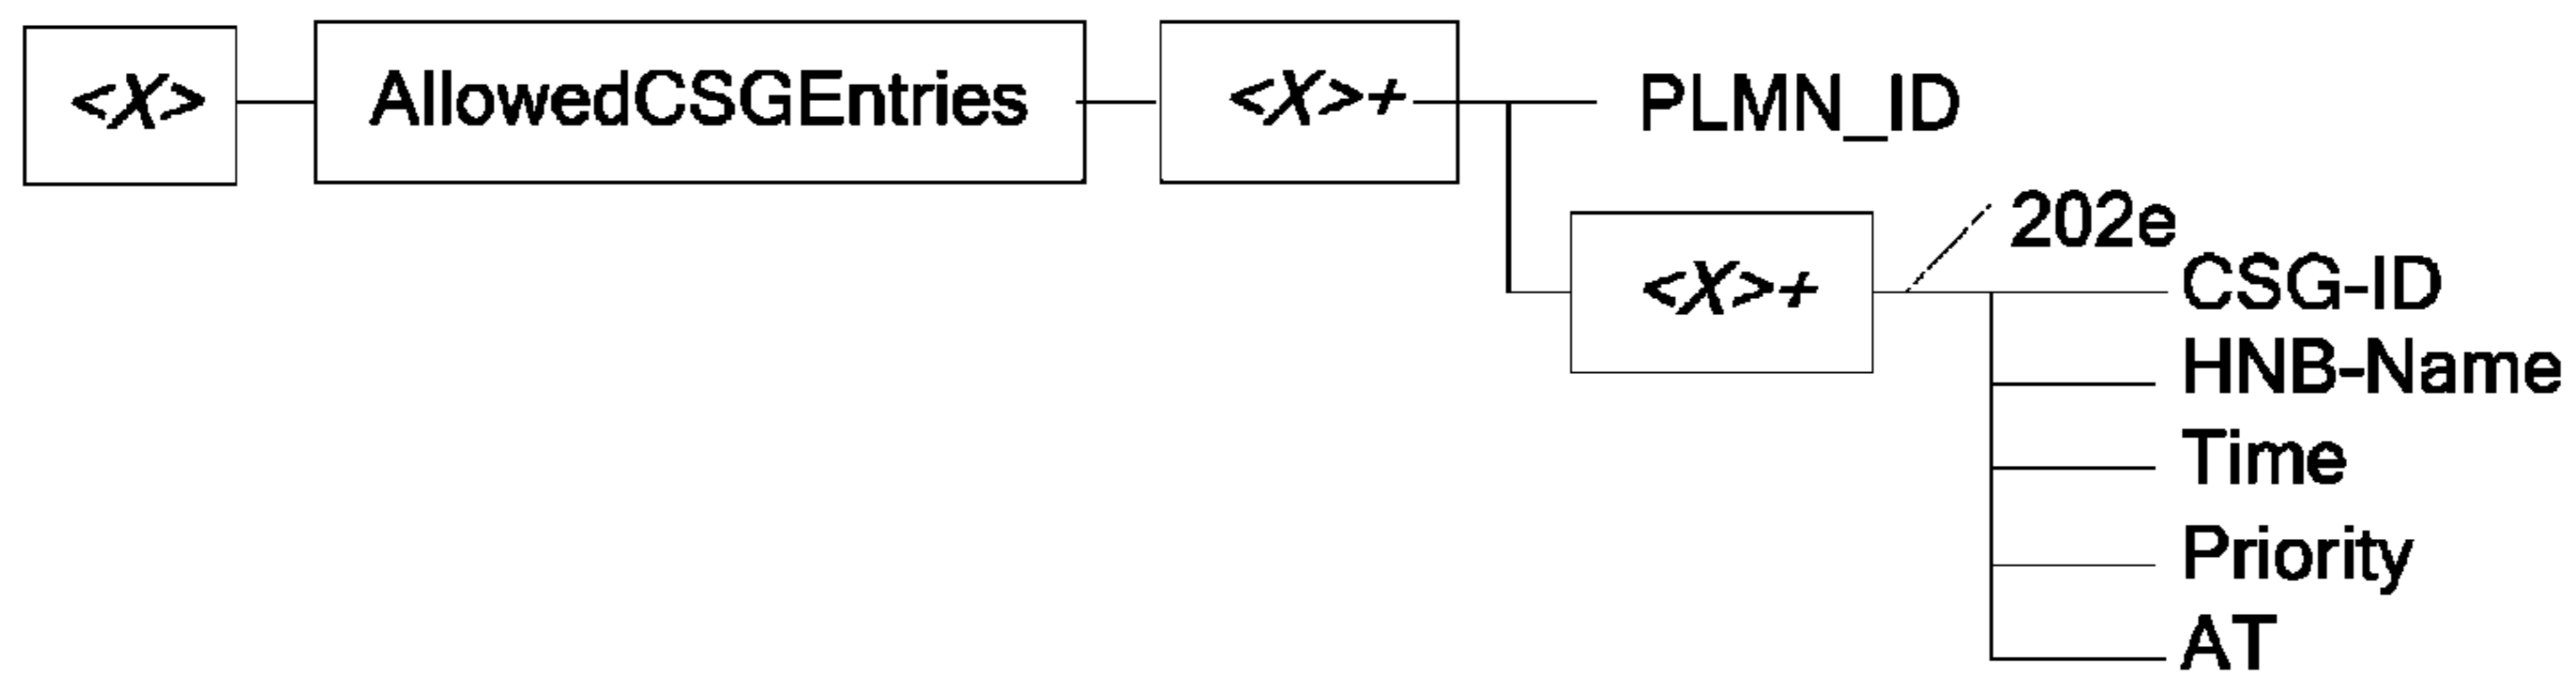 <X> AllowedCSGEntries <X>+ PLMN_ID
<X>+ 202e
CSG-ID
HNB-Name
Time
Priority
AT